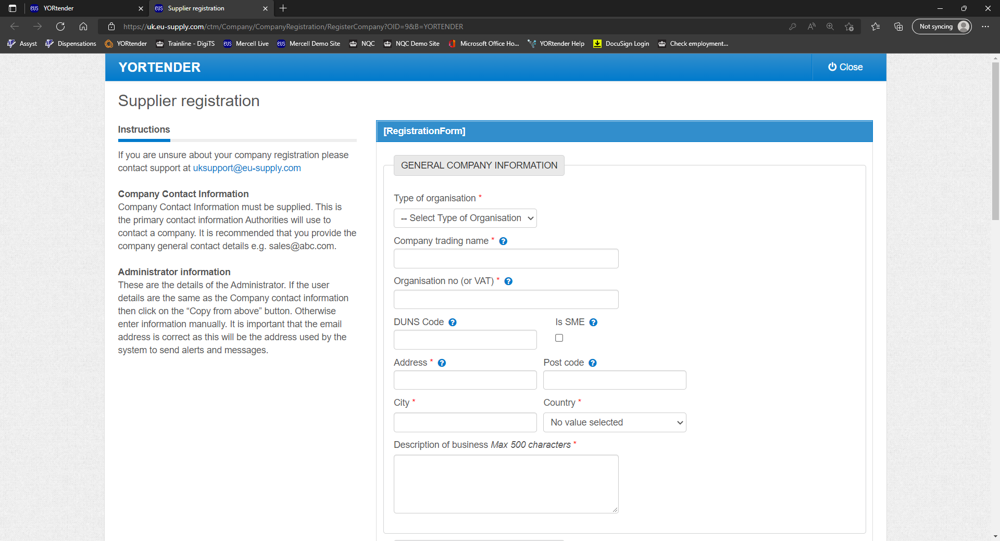 YORtender
Supplier registration
https://uk.eu-supply.com/ctm/Company/CompanyRegistration/RegisterCompany?OID=9&B=YORTENDER
Not syncing
Assyst
Dispensations
YORtender
Trainline - DigiTS
eus
Mercell Live
eus
Mercell Demo Site
NQC
NQC Demo Site
Microsoft Office Ho...
YORtender Help
DocuSign Login
Check employment...
YORTENDER
Close
Supplier registration
Instructions
If you are unsure about your company registration please
contact support at uksupport@eu-supply.com
Company Contact Information
Company Contact Information must be supplied. This is
the primary contact information Authorities will use to
contact a company. It is recommended that you provide the
company general contact details e.g. sales@abc.com.
Administrator information
These are the details of the Administrator. If the user
details are the same as the Company contact information
then click on the “Copy from above” button. Otherwise
enter information manually. It is important that the email
address is correct as this will be the address used by the
system to send alerts and messages.
[RegistrationForm]
GENERAL COMPANY INFORMATION
Type of organisation *
-- Select Type of Organisation
Company trading name * ?
Organisation no (or VAT) * ?
DUNS Code ?
Is SME ?
Address * ?
Post code ?
City *
Country *
No value selected
Description of business Max 500 characters *